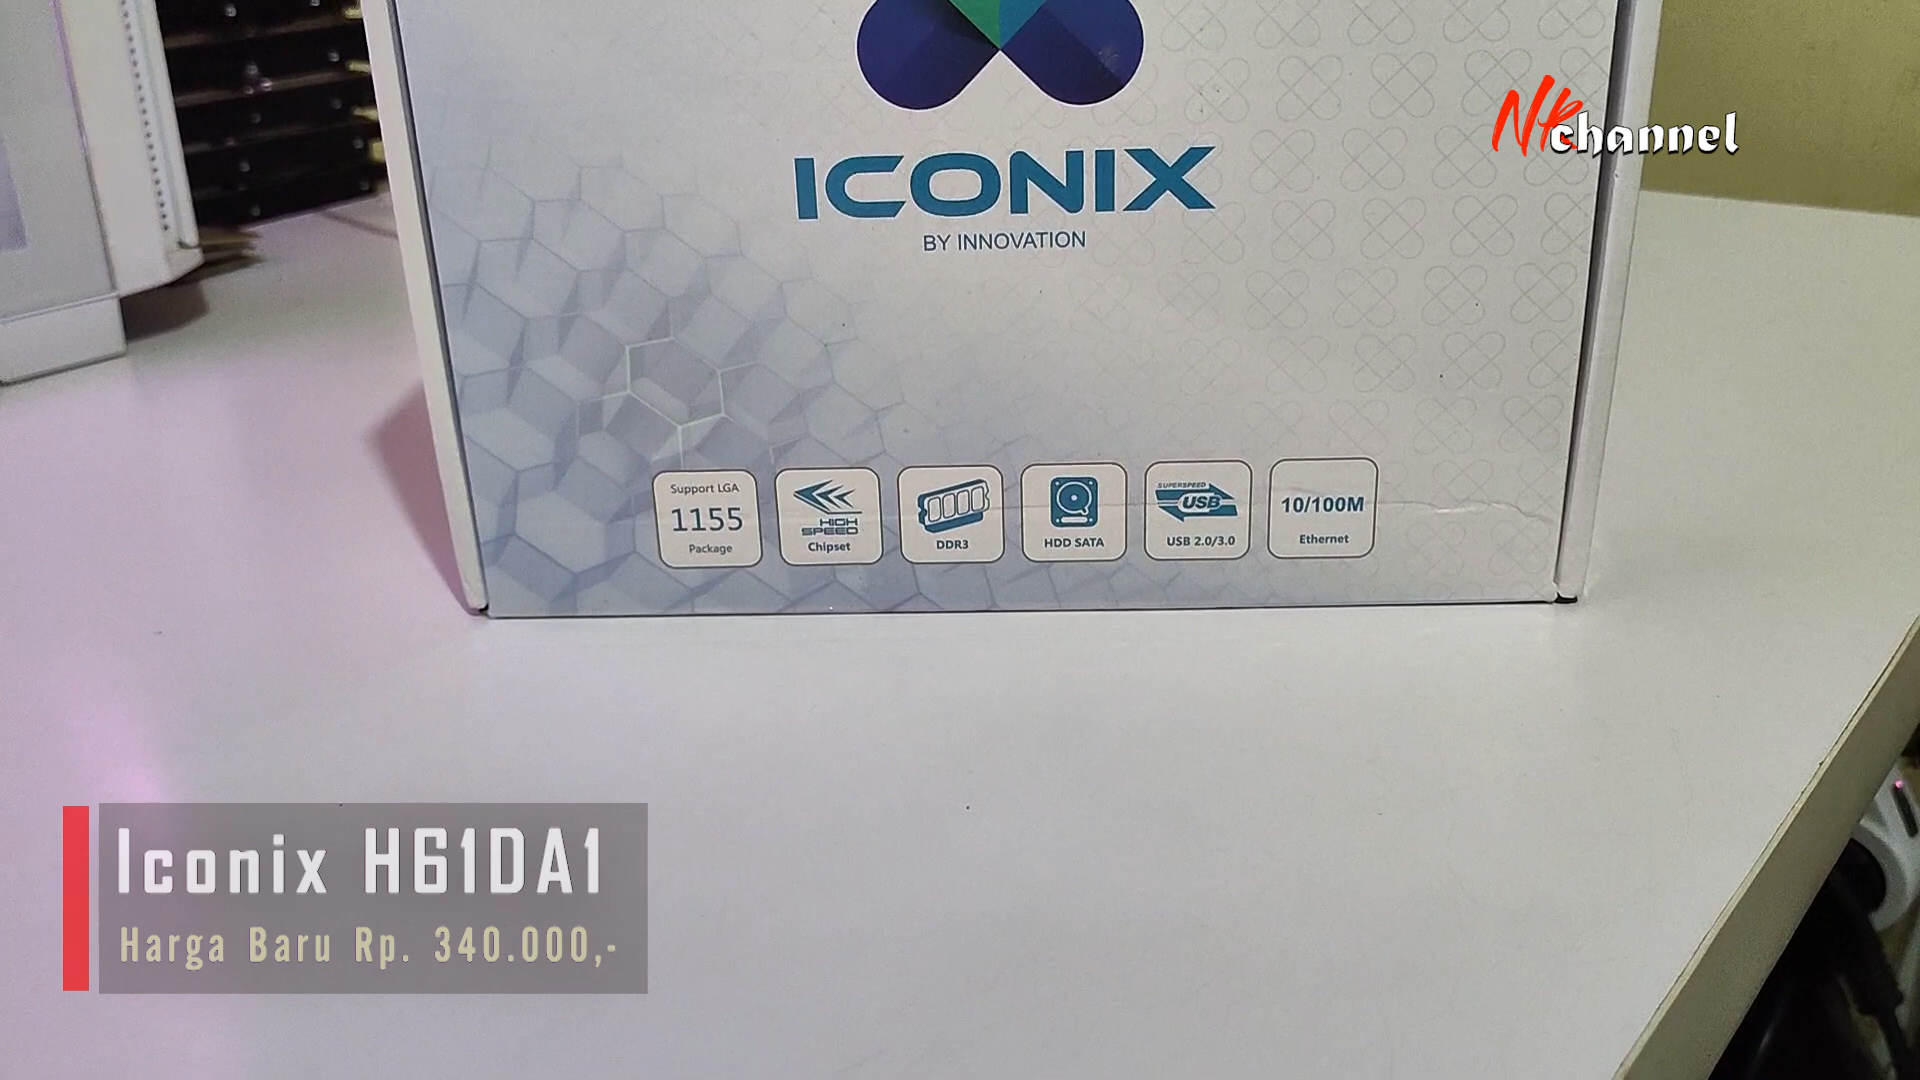 NR channel
ICONIX
BY INNOVATION
Support LGA
1155
Package
HIGH
SPEED
Chipset
DDR3
HDD SATA
SUPERSPEED
USB
USB 2.0/3.0
10/100M
Ethernet
Iconix H61DA1
Harga Baru Rp. 340.000,-